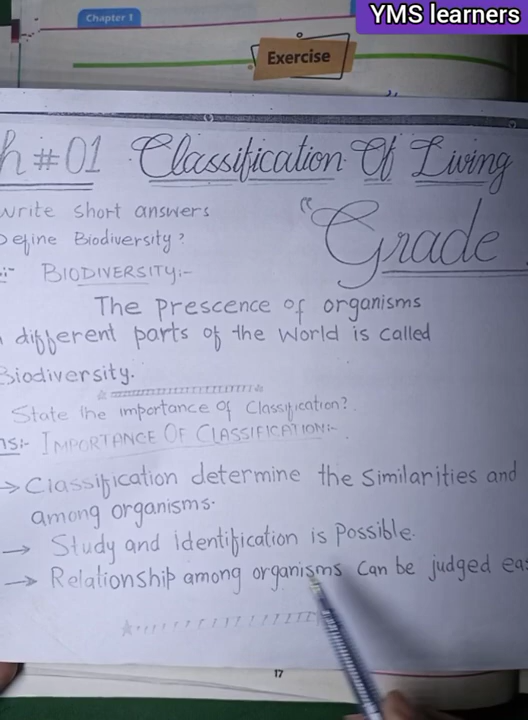 YMS learners
Chapter 1
Exercise
h # 01 Classification Of Living
write short answers
Define Biodiversity?
"Grade
:- BIODIVERSITY:-
The prescence of organisms
different parts of the world is called
Biodiversity.
State the importance of Classification?
ns:- IMPORTANCE OF CLASSIFICATION:-
→ Classification determine the similarities and
among organisms.
→ Study and identification is possible.
→ Relationship among organisms can be judged eas
17